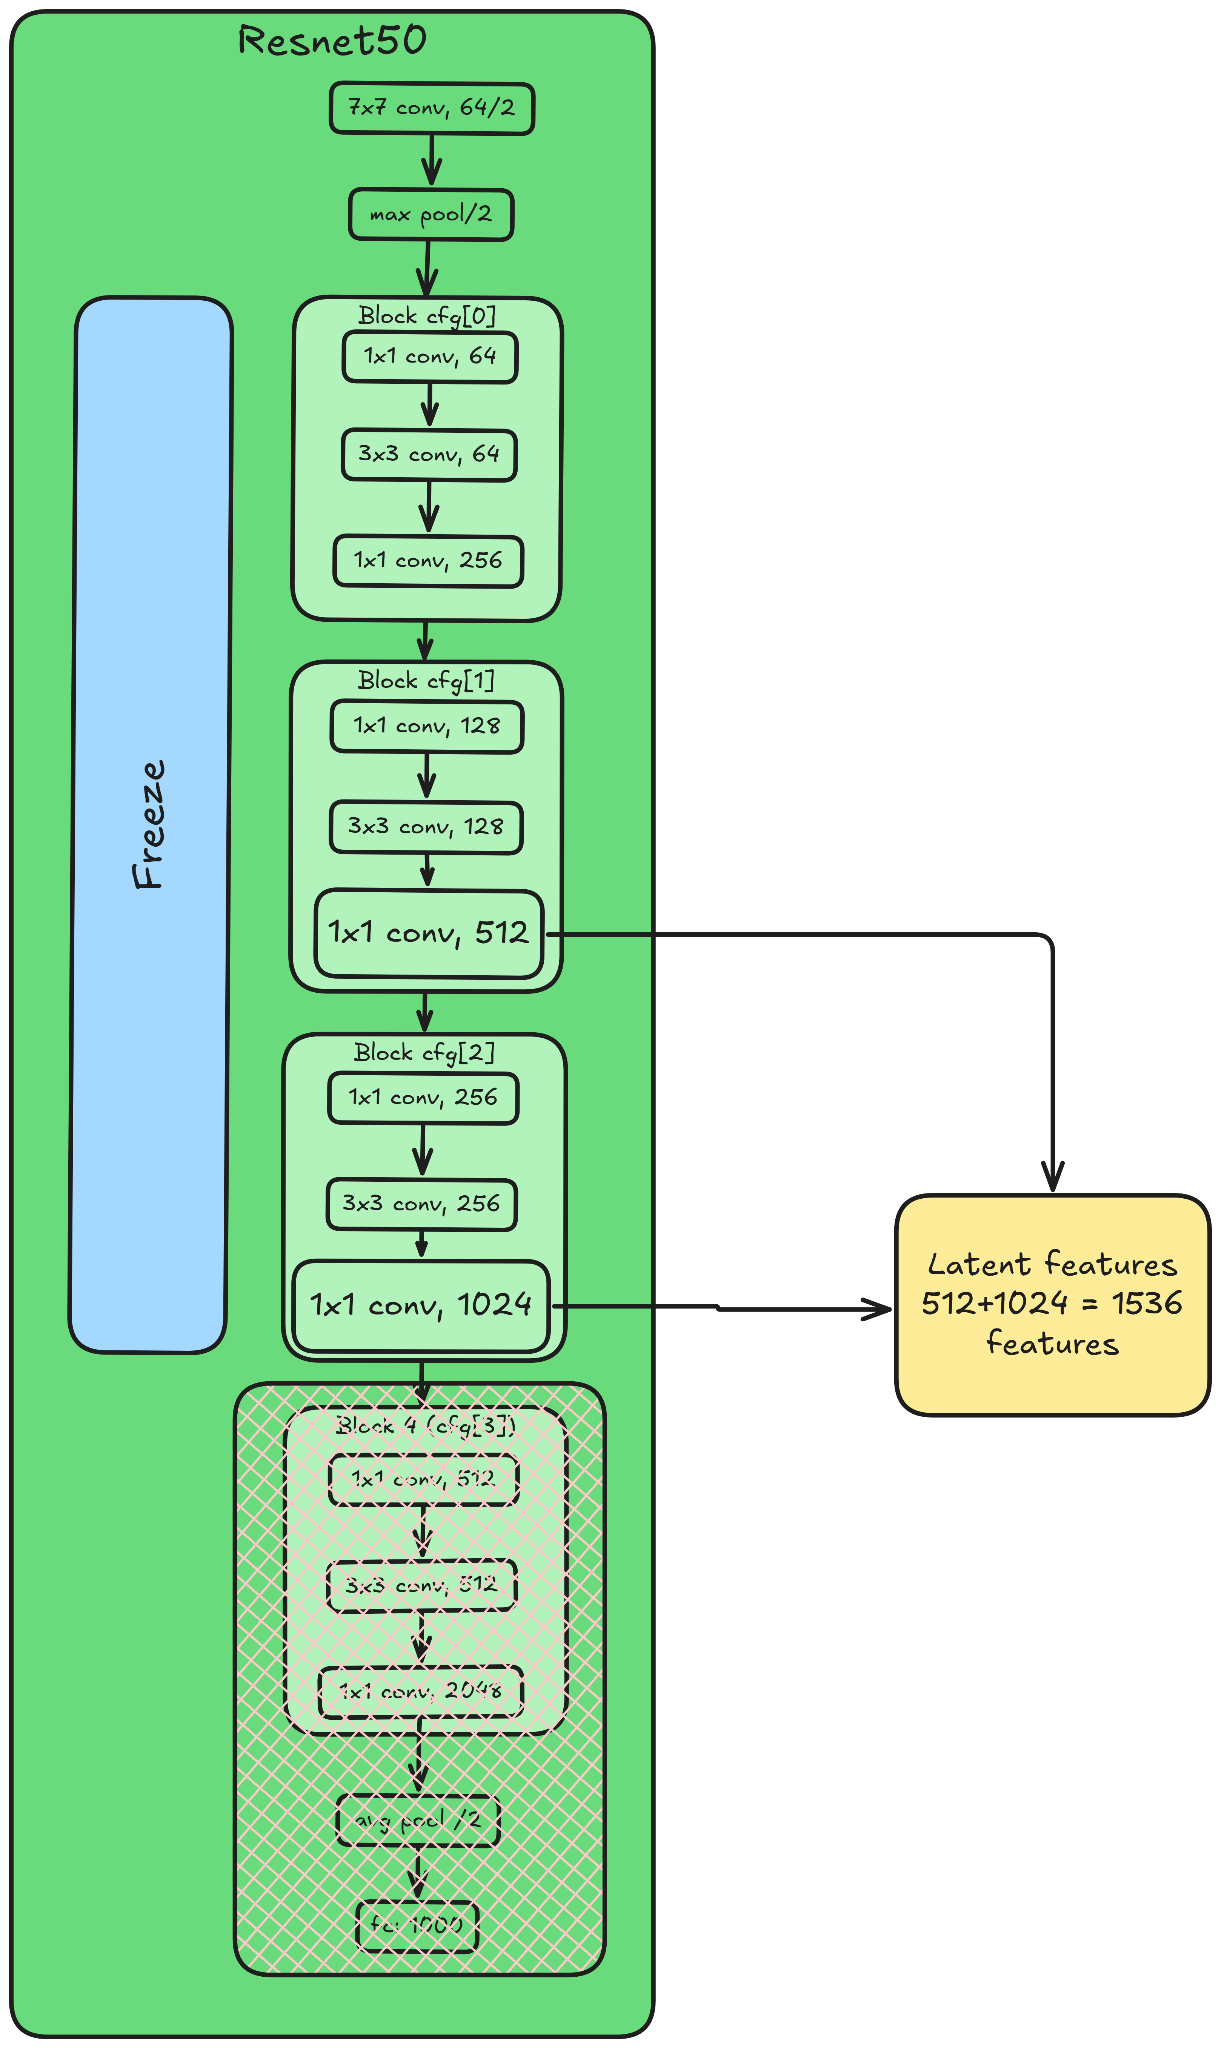 Resnet50
7x7 conv, 64/2
max pool/2
Freeze
Block cfg[0]
1x1 conv, 64
3x3 conv, 64
1x1 conv, 256
Block cfg[1]
1x1 conv, 128
3x3 conv, 128
1x1 conv, 512
Block cfg[2]
1x1 conv, 256
3x3 conv, 256
1x1 conv, 1024
Latent features
512+1024 = 1536
features
Block 4 (cfg[3])
1x1 conv, 512
3x3 conv, 512
1x1 conv, 2048
avg pool /2
1000